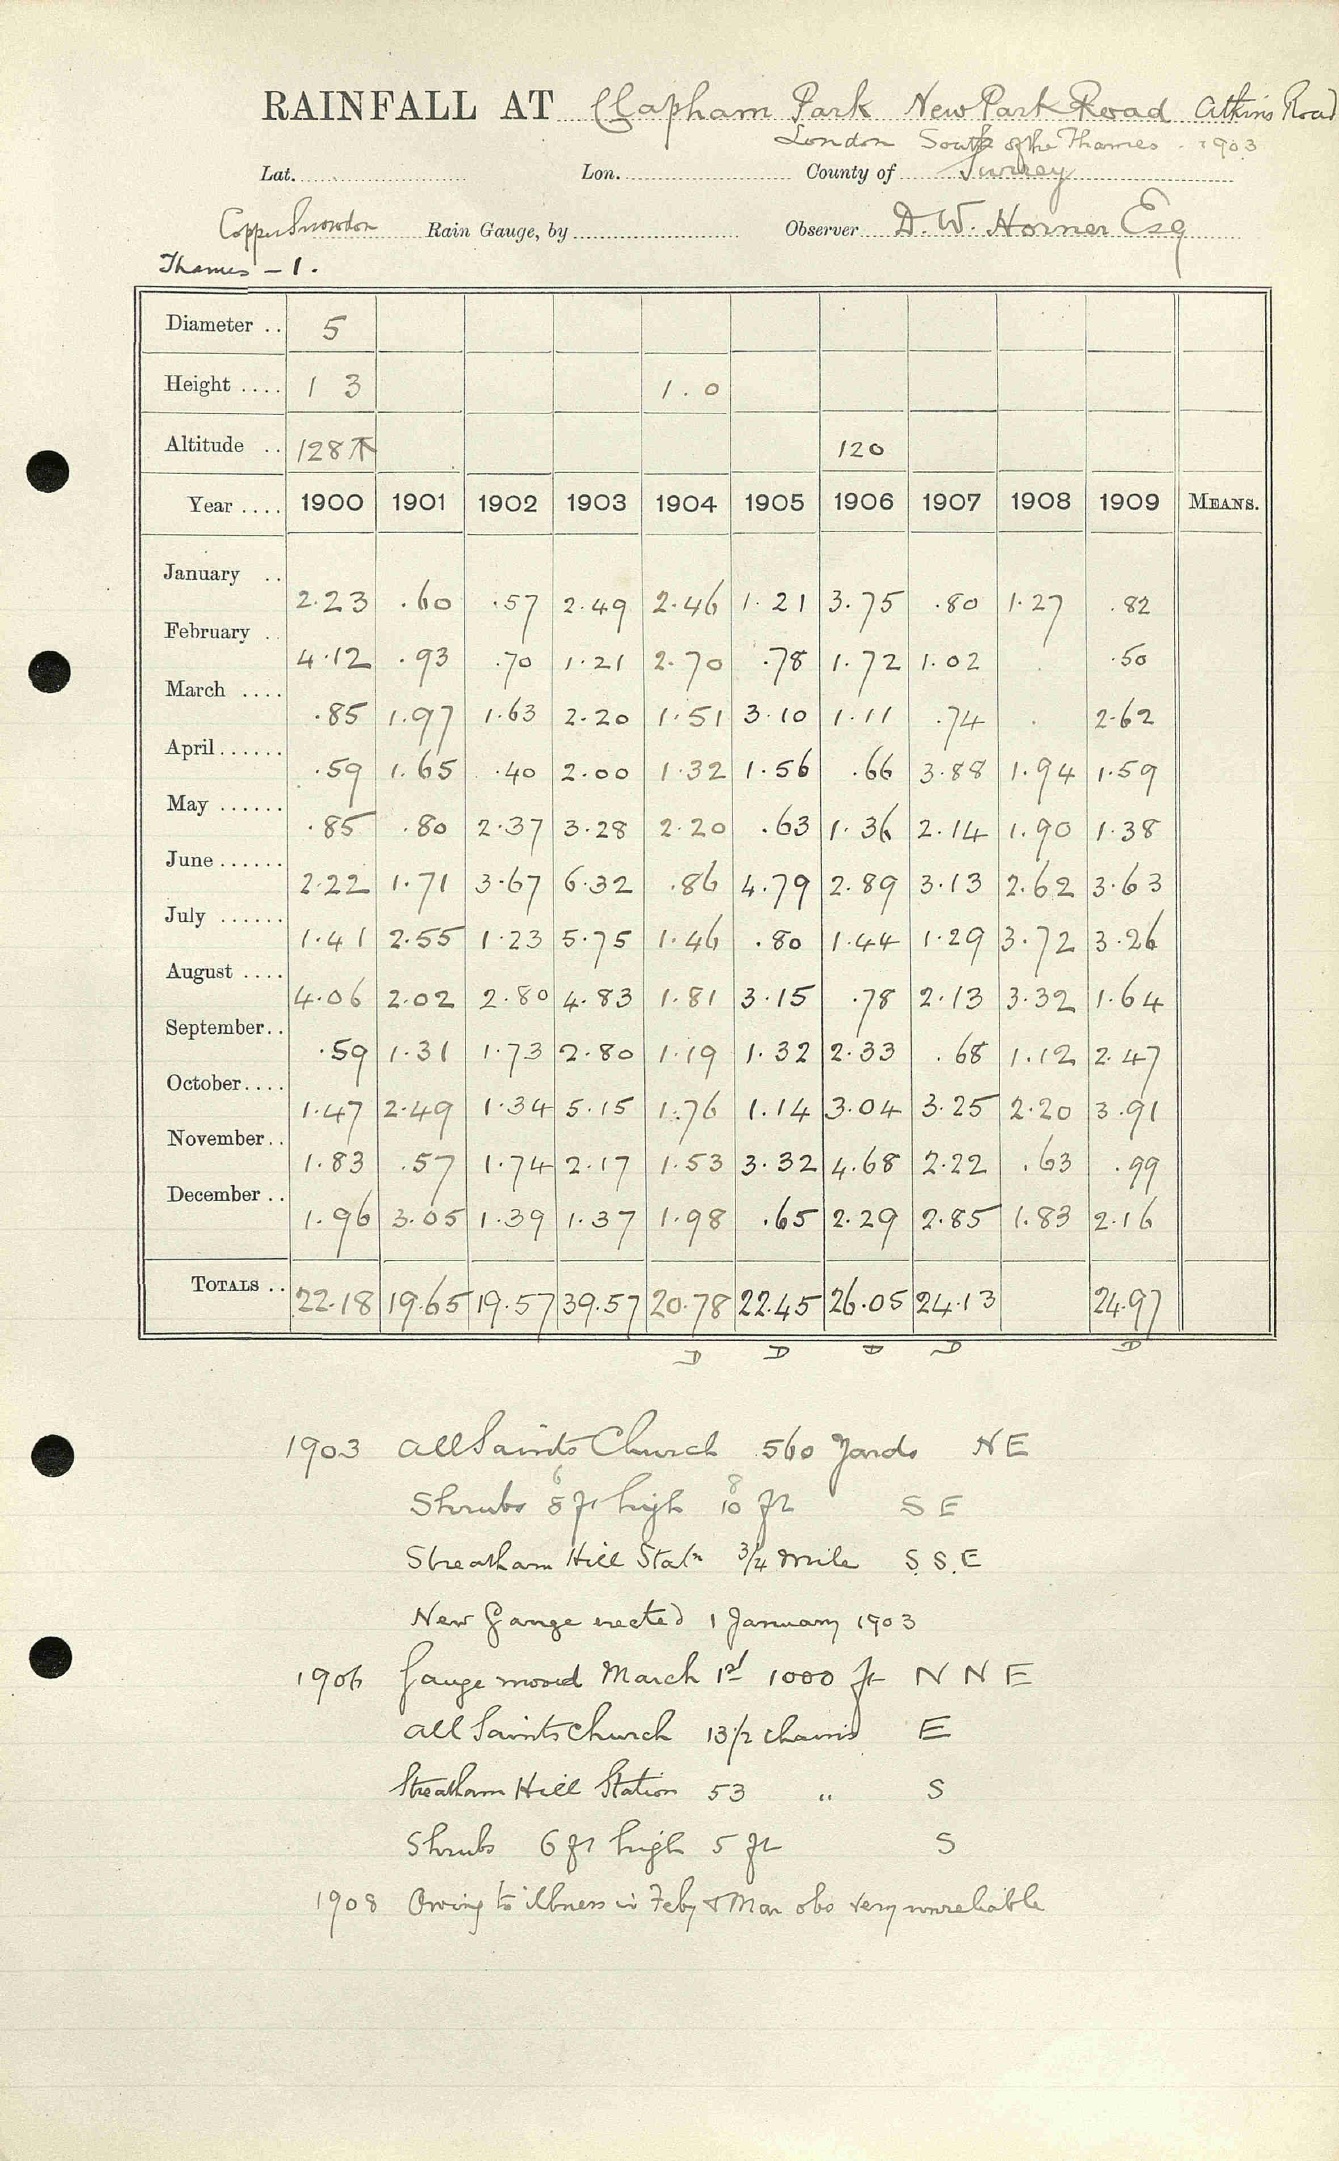 RAINFALL AT Clapham Park New Park Road Atkins Road
London South of the Thames - 1903
Lat. Lon. County of Surrey
Copper Snowdon Rain Gauge, by Observer D. W. Horner Esq
Thames - 1.
Diameter .. 5
Height .... 1 3 1.0
Altitude .. 128 120
Year .... 1900 1901 1902 1903 1904 1905 1906 1907 1908 1909 MEANS.
January .. 2.23 .60 .57 2.49 2.46 1.21 3.75 .80 1.27 .82
February .. 4.12 .93 .70 1.21 2.70 .78 1.72 1.02 . .50
March .... .85 1.97 1.63 2.20 1.51 3.10 1.11 .74 . 2.62
April ...... .59 1.65 .40 2.00 1.32 1.56 .66 3.88 1.94 1.59
May ...... .85 .80 2.37 3.28 2.20 .63 1.36 2.14 1.90 1.38
June ...... 2.22 1.71 3.67 6.32 .86 4.79 2.89 3.13 2.62 3.63
July ...... 1.41 2.55 1.23 5.75 1.46 .80 1.44 1.29 3.72 3.26
August .... 4.06 2.02 2.80 4.83 1.81 3.15 .78 2.13 3.32 1.64
September .. .59 1.31 1.73 2.80 1.19 1.32 2.33 .68 1.12 2.47
October .... 1.47 2.49 1.34 5.15 1.76 1.14 3.04 3.25 2.20 3.91
November .. 1.83 .57 1.74 2.17 1.53 3.32 4.68 2.22 .63 .99
December .. 1.96 3.05 1.39 1.37 1.98 .65 2.29 2.85 1.83 2.16
TOTALS .. 22.18 19.65 19.57 39.57 20.78 22.45 26.05 24.13 24.97
D D D D D
1903 All Saints Church 560 Yards NE
6 8
Shrubs 8 ft high 10 ft SE
Streatham Hill Statn 3/4 mile S.S.E
New Gauge erected 1 January 1903
1906 Gauge moved March 1st 1000 ft N N E
All Saints Church 13 1/2 chains E
Streatham Hill Station 53 " S
Shrubs 6 ft high 5 ft S
1908 Owing to illness in Feby & Mar obs very unreliable